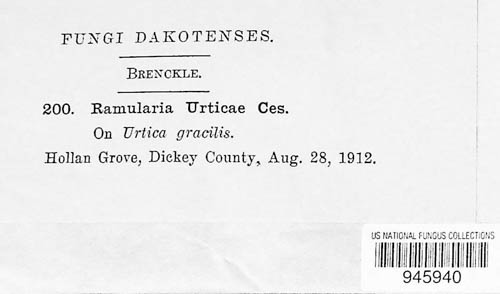 FUNGI DAKOTENSES.
BRENCKLE.
200. Ramularia Urticae Ces.
On Urtica gracilis.
Hollan Grove, Dickey County, Aug. 28, 1912.
US NATIONAL FUNGUS COLLECTIONS
945940